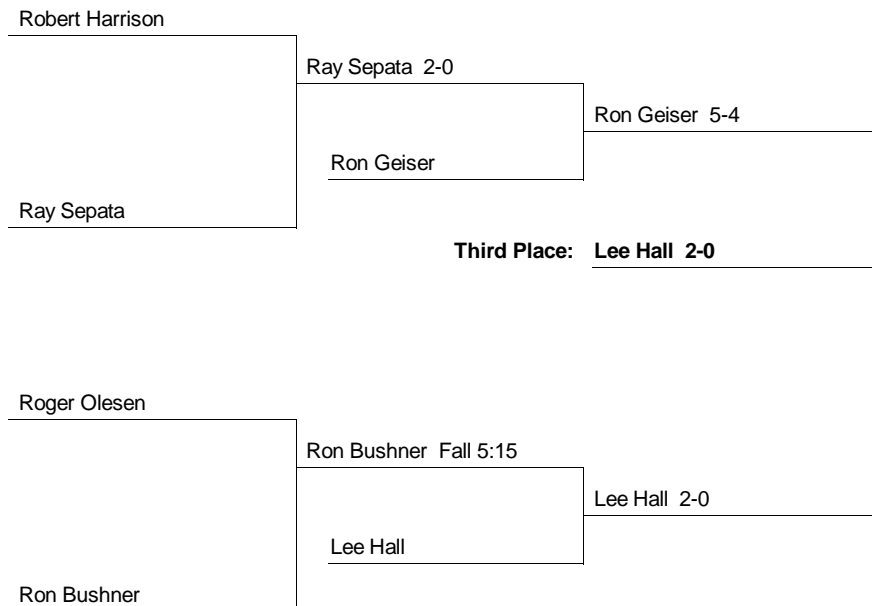 Robert Harrison
Ray Sepata 2-0
Ron Geiser 5-4
Ron Geiser
Ray Sepata
Third Place: Lee Hall 2-0
Roger Olesen
Ron Bushner Fall 5:15
Lee Hall 2-0
Lee Hall
Ron Bushner